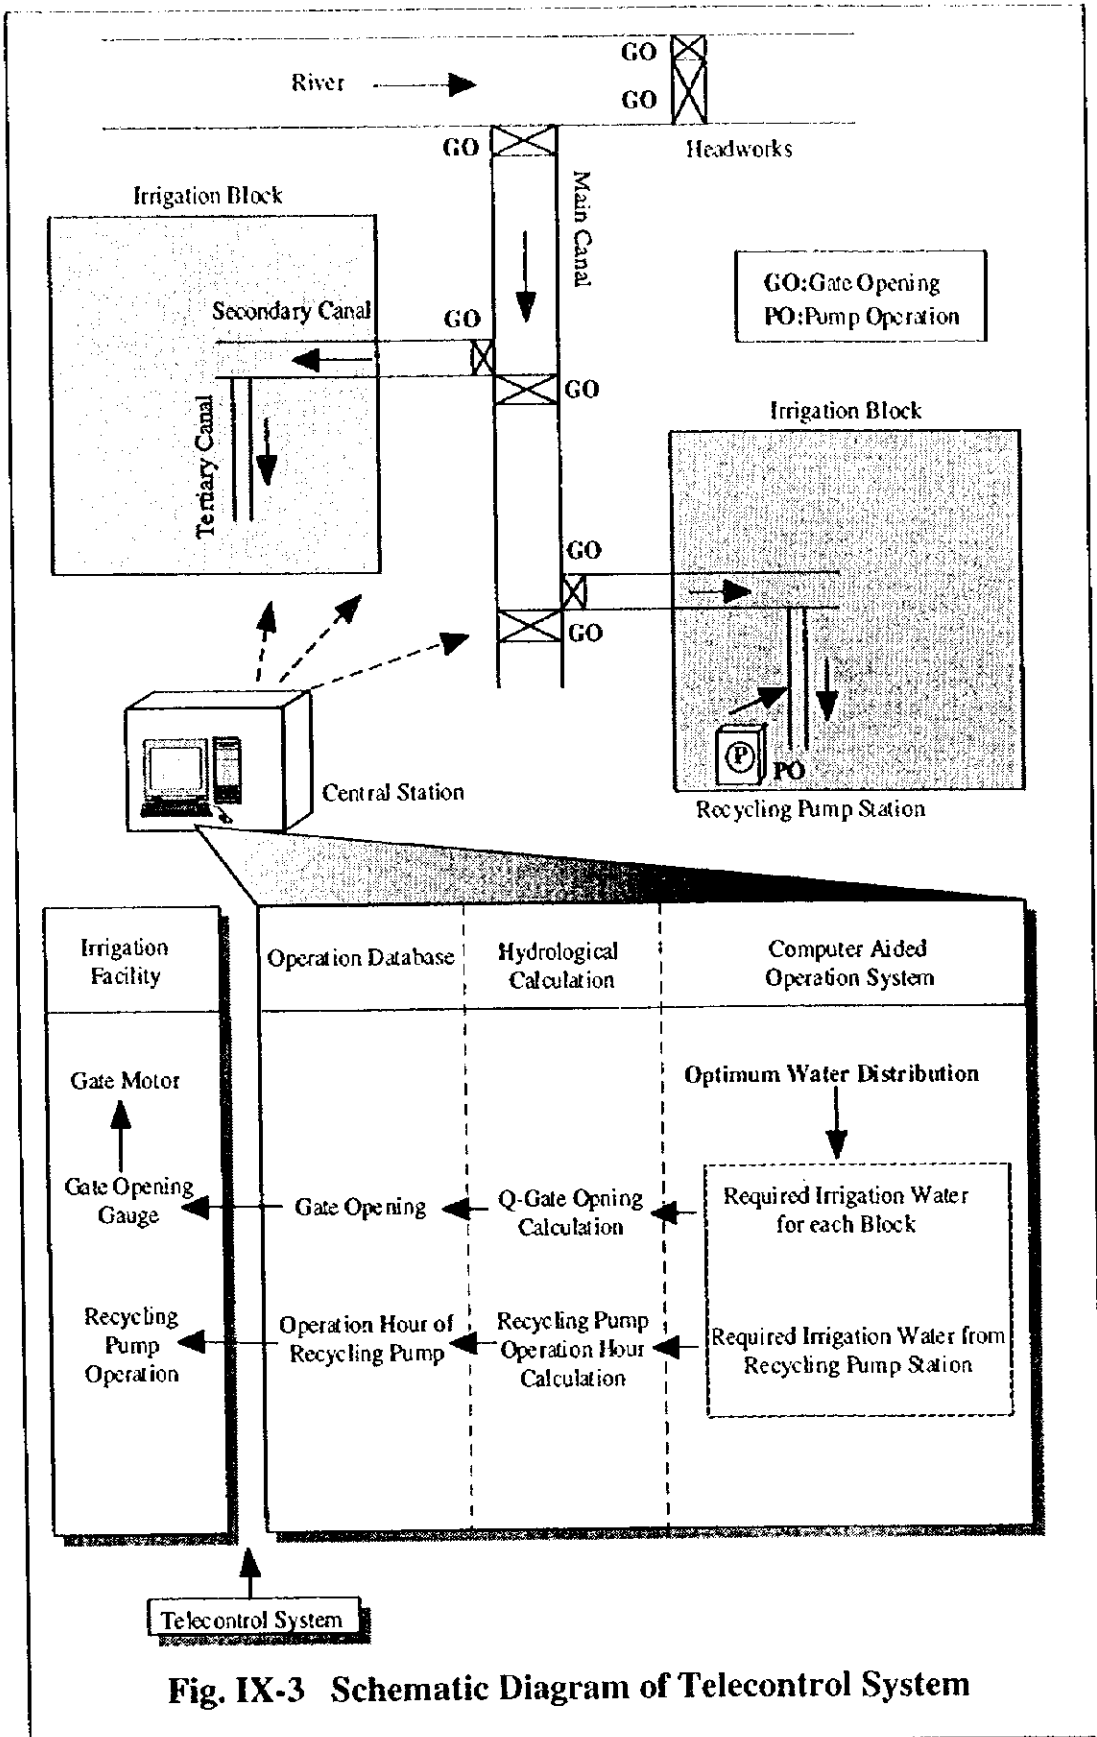 GO
River
GO
GO
Headworks
Irrigation Block
Main Canal
GO:Gate Opening
PO:Pump Operation
Secondary Canal
GO
GO
Irrigation Block
Tertiary Canal
GO
GO
P
PO
Central Station
Recycling Pump Station
Irrigation
Facility
Operation Database
Hydrological
Calculation
Computer Aided
Operation System
Gate Motor
Optimum Water Distribution
Gate Opening
Gauge
Gate Opening
Q-Gate Opning
Calculation
Required Irrigation Water
for each Block
Recycling
Pump
Operation
Operation Hour of
Recycling Pump
Recycling Pump
Operation Hour
Calculation
Required Irrigation Water from
Recycling Pump Station
Telecontrol System
Fig. IX-3 Schematic Diagram of Telecontrol System